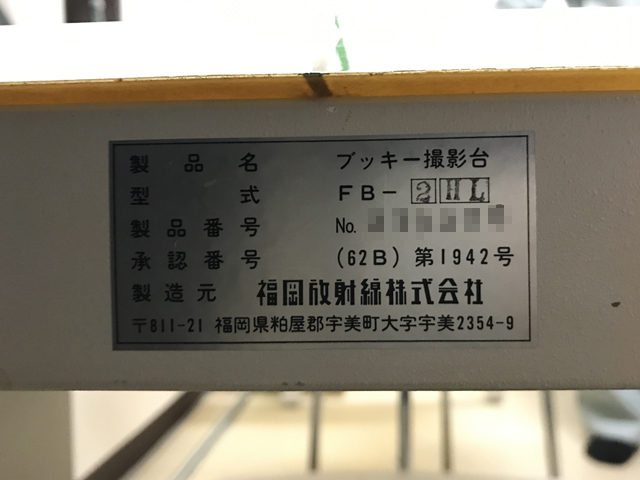 製品名 ブッキー撮影台
型式 FB-2HL
製品番号 No.
承認番号 (62B)第1942号
製造元 福岡放射線株式会社
〒811-21 福岡県粕屋郡宇美町大字宇美2354-9